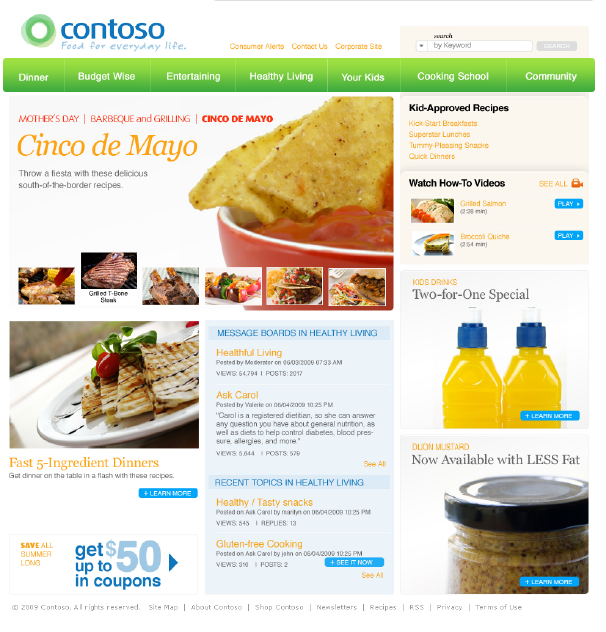 contoso
Food for everyday life.
Consumer Alerts Contact Us Corporate Site
search
by Keyword SEARCH
Dinner Budget Wise Entertaining Healthy Living Your Kids Cooking School Community
MOTHER'S DAY | BARBECUE and GRILLING | CINCO DE MAYO
Cinco de Mayo
Throw a fiesta with these delicious
south-of-the-border recipes.
Grilled T-Bone
Steak
Kid-Approved Recipes
Kick-Start Breakfasts
Superstar Lunches
Tummy-Pleasing Snacks
Quick Dinners
Watch How-To Videos SEE ALL
Grilled Salmon PLAY
(2:38 min)
Broccoli Quiche PLAY
(2:54 min)
KIDS DRINKS
Two-for-One Special
+ LEARN MORE
Fast 5-Ingredient Dinners
Get dinner on the table in a flash with these recipes.
+ LEARN MORE
MESSAGE BOARDS IN HEALTHY LIVING
Healthful Living
Posted by Moderator on 06/03/2009 07:33 AM
VIEWS: 54,794 | POSTS: 2017
Ask Carol
Posted by Valerie on 06/04/2009 10:25 PM
"Carol is a registered dietitian, so she can answer
any question you have about general nutrition, as
well as diets to help control diabetes, blood pres-
sure, allergies, and more."
VIEWS: 5,644 | POSTS: 579
See All
RECENT TOPICS IN HEALTHY LIVING
Healthy / Tasty snacks
Posted on Ask Carol by marilyn on 06/04/2009 10:25 PM
VIEWS: 545 | REPLIES: 13
Gluten-free Cooking
Posted on Ask Carol by john on 06/04/2009 10:25 PM
VIEWS: 316 | POSTS: 2 + SEE IT NOW
See All
DIJON MUSTARD
Now Available with LESS Fat
+ LEARN MORE
SAVE ALL
SUMMER
LONG
get $50
up to
in coupons
© 2009 Contoso. All rights reserved. Site Map | About Contoso | Shop Contoso | Newsletters | Recipes | RSS | Privacy | Terms of Use